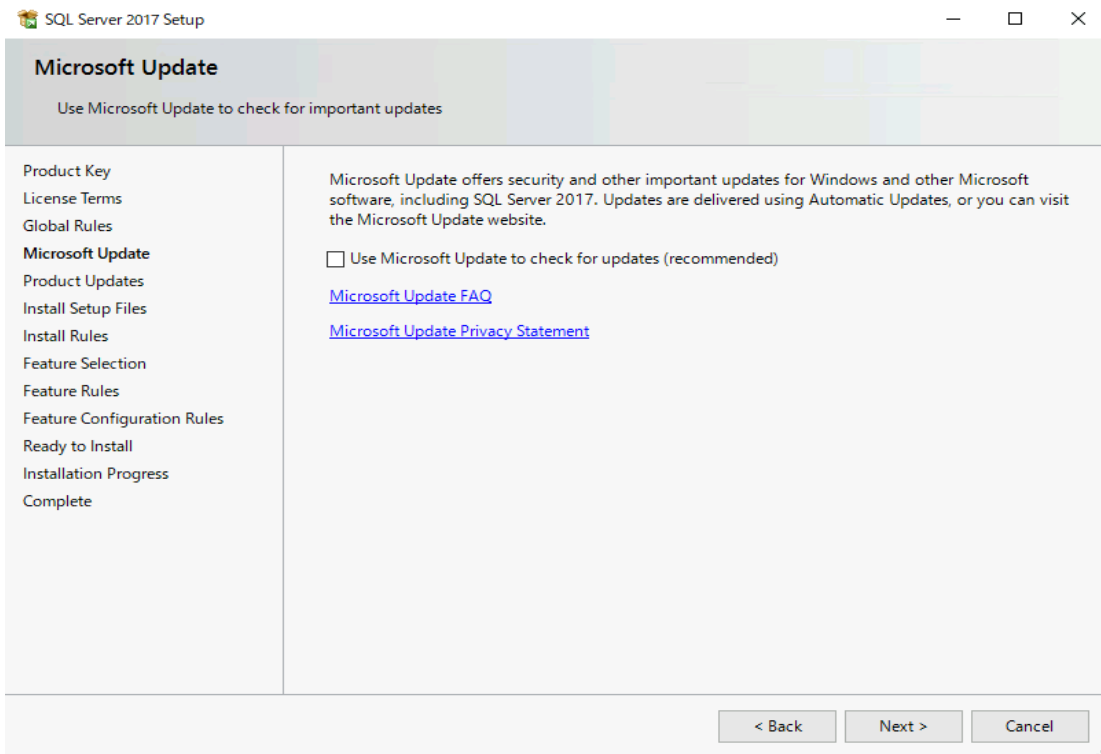 SQL Server 2017 Setup
Microsoft Update
Use Microsoft Update to check for important updates
Product Key
License Terms
Global Rules
Microsoft Update
Product Updates
Install Setup Files
Install Rules
Feature Selection
Feature Rules
Feature Configuration Rules
Ready to Install
Installation Progress
Complete
Microsoft Update offers security and other important updates for Windows and other Microsoft
software, including SQL Server 2017. Updates are delivered using Automatic Updates, or you can visit
the Microsoft Update website.
Use Microsoft Update to check for updates (recommended)
Microsoft Update FAQ
Microsoft Update Privacy Statement
< Back
Next >
Cancel